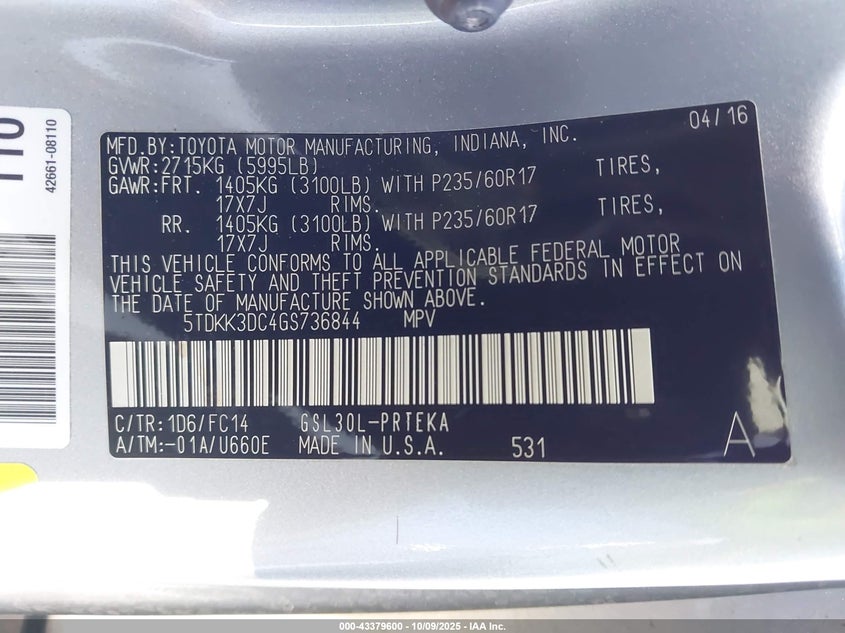 110
42661-08110
04/16
MFD.BY:TOYOTA MOTOR MANUFACTURING, INDIANA, INC.
GVWR:2715KG (5995LB)
GAWR:FRT. 1405KG (3100LB) WITH P235/60R17 TIRES,
17X7J RIMS.
RR. 1405KG (3100LB) WITH P235/60R17 TIRES,
17X7J RIMS.
THIS VEHICLE CONFORMS TO ALL APPLICABLE FEDERAL MOTOR
VEHICLE SAFETY AND THEFT PREVENTION STANDARDS IN EFFECT ON
THE DATE OF MANUFACTURE SHOWN ABOVE.
5TDKK3DC4GS736844 MPV
C/TR:1D6/FC14 GSL30L-PRTEKA
A/TM:-01A/U660E MADE IN U.S.A. 531 A
000-43379600 - 10/09/2025 - IAA Inc.